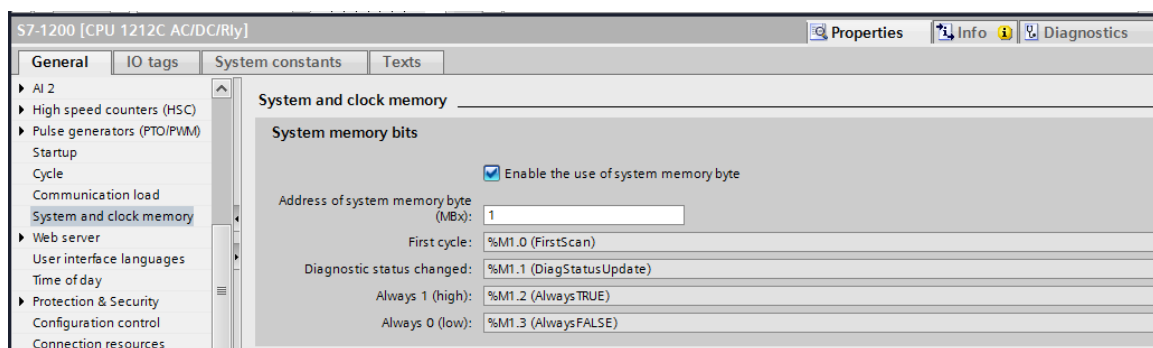 S7-1200 [CPU 1212C AC/DC/Rly]
Properties
Info
Diagnostics
General
IO tags
System constants
Texts
AI 2
High speed counters (HSC)
Pulse generators (PTO/PWM)
Startup
Cycle
Communication load
System and clock memory
Web server
User interface languages
Time of day
Protection & Security
Configuration control
Connection resources
System and clock memory
System memory bits
Enable the use of system memory byte
Address of system memory byte
(MBx): 1
First cycle: %M1.0 (FirstScan)
Diagnostic status changed: %M1.1 (DiagStatusUpdate)
Always 1 (high): %M1.2 (AlwaysTRUE)
Always 0 (low): %M1.3 (AlwaysFALSE)